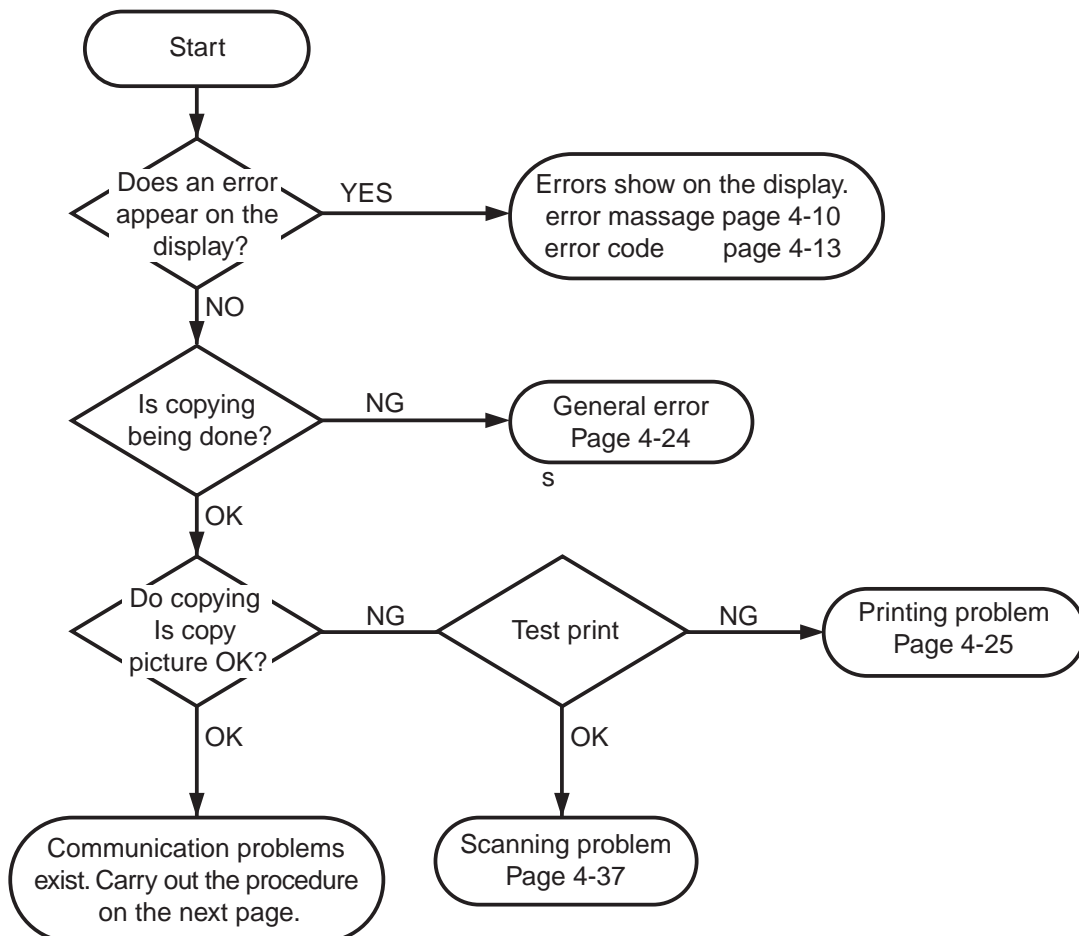 Start
Does an error
appear on the
display?
YES
Errors show on the display.
error massage page 4-10
error code page 4-13
NO
Is copying
being done?
NG
General error
Page 4-24
s
OK
Do copying
Is copy
picture OK?
NG
Test print
NG
Printing problem
Page 4-25
OK
OK
Communication problems
exist. Carry out the procedure
on the next page.
Scanning problem
Page 4-37